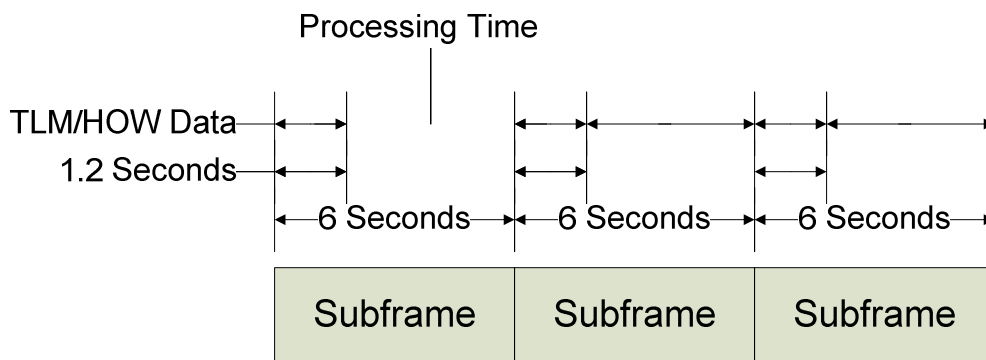 Processing Time
TLM/HOW Data
1.2 Seconds
6 Seconds 6 Seconds 6 Seconds
Subframe Subframe Subframe